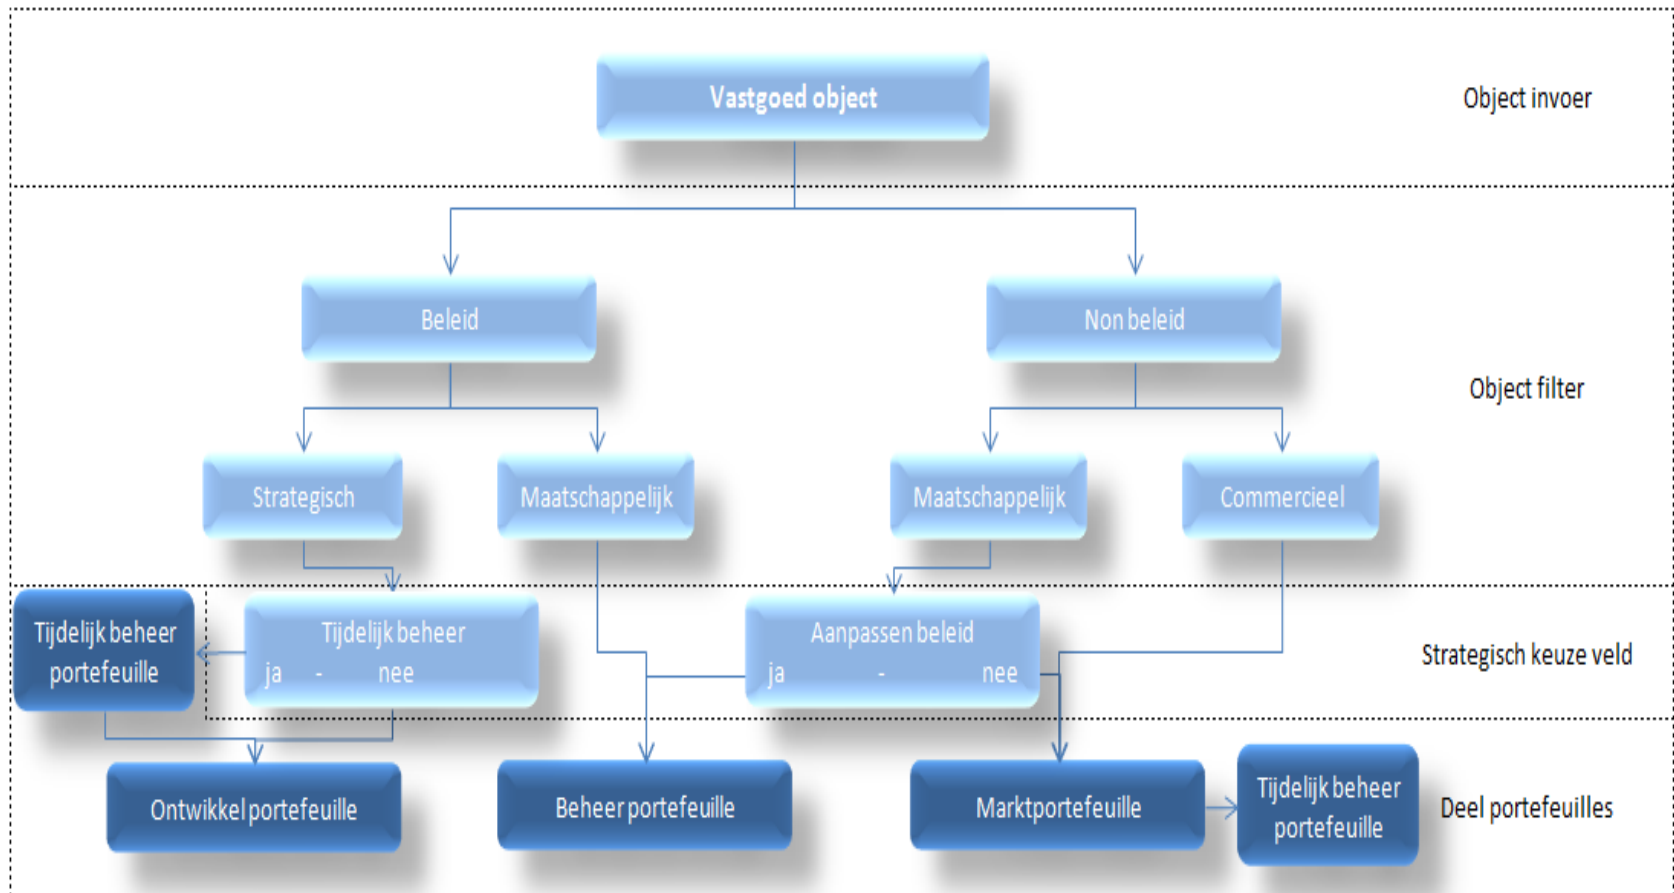 Vastgoed object
Object invoer
Beleid
Non beleid
Object filter
Strategisch
Maatschappelijk
Maatschappelijk
Commercieel
Tijdelijk beheer
portefeuille
Tijdelijk beheer
ja - nee
Aanpassen beleid
ja - nee
Strategisch keuze veld
Ontwikkel portefeuille
Beheer portefeuille
Marktportefeuille
Tijdelijk beheer
portefeuille
Deel portefeuilles